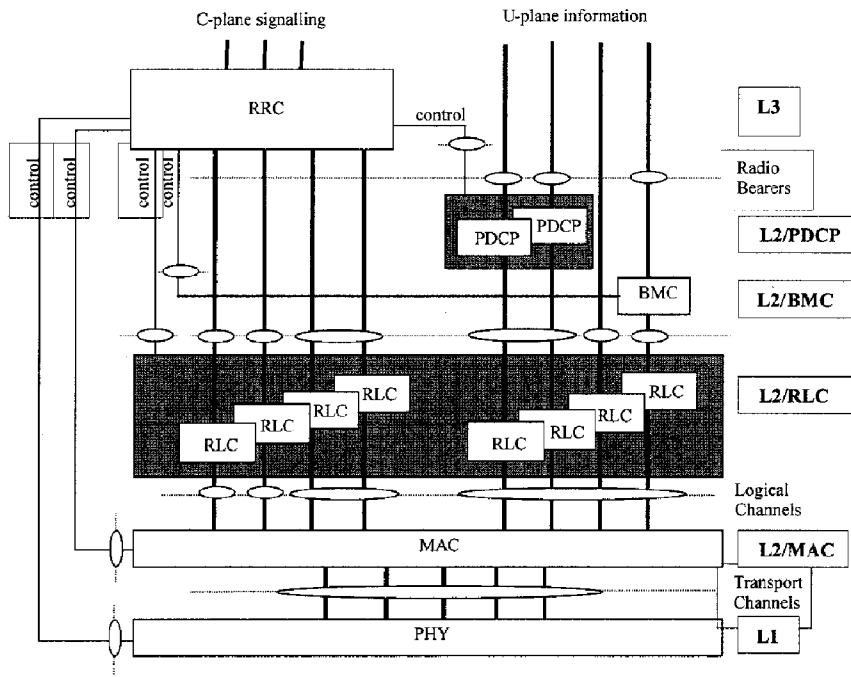 C-plane signalling
U-plane information
RRC
control
L3
control
control
control
control
Radio
Bearers
PDCP
PDCP
L2/PDCP
BMC
L2/BMC
RLC
RLC
RLC
RLC
RLC
RLC
RLC
RLC
L2/RLC
Logical
Channels
MAC
L2/MAC
Transport
Channels
PHY
L1